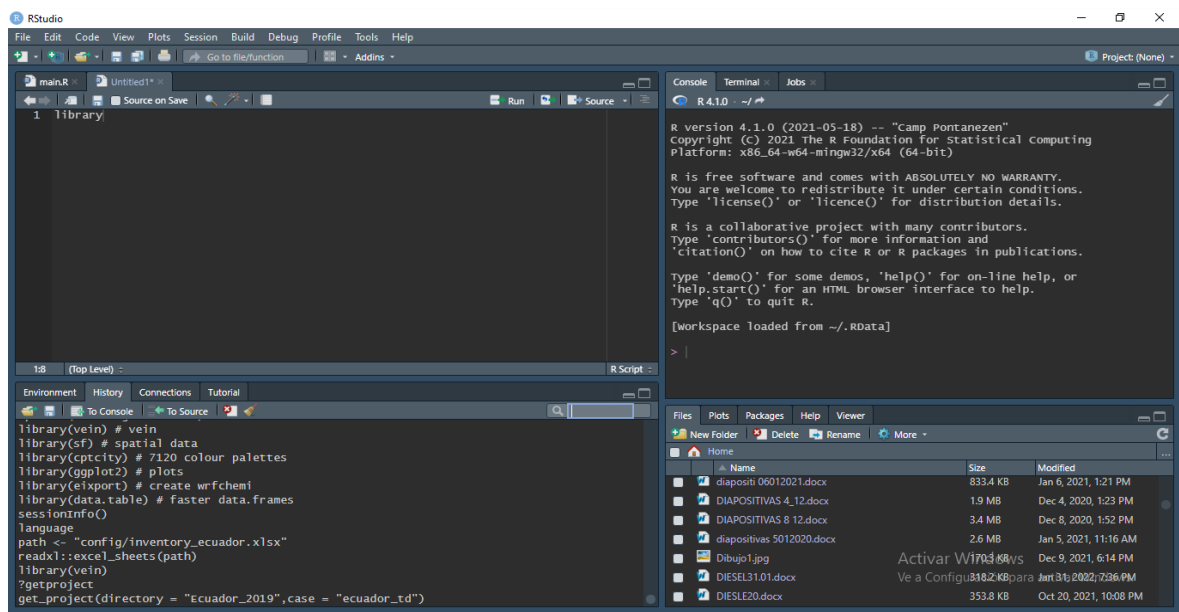 RStudio
File Edit Code View Plots Session Build Debug Profile Tools Help
Go to file/function Addins Project: (None)
main.R Untitled1*
Source on Save Run Source
1 library
1:8 (Top Level) R Script
Environment History Connections Tutorial
To Console To Source
library(vein) # vein
library(sf) # spatial data
library(cptcity) # 7120 colour palettes
library(ggplot2) # plots
library(eixport) # create wrfchemi
library(data.table) # faster data.frames
sessionInfo()
language
path <- "config/inventory_ecuador.xlsx"
readxl::excel_sheets(path)
library(vein)
?getproject
get_project(directory = "Ecuador_2019",case = "ecuador_td")
Console Terminal Jobs
R 4.1.0 · ~/
R version 4.1.0 (2021-05-18) -- "Camp Pontanezen"
Copyright (C) 2021 The R Foundation for Statistical Computing
Platform: x86_64-w64-mingw32/x64 (64-bit)
R is free software and comes with ABSOLUTELY NO WARRANTY.
You are welcome to redistribute it under certain conditions.
Type 'license()' or 'licence()' for distribution details.
R is a collaborative project with many contributors.
Type 'contributors()' for more information and
'citation()' on how to cite R or R packages in publications.
Type 'demo()' for some demos, 'help()' for on-line help, or
'help.start()' for an HTML browser interface to help.
Type 'q()' to quit R.
[Workspace loaded from ~/.RData]
>
Files Plots Packages Help Viewer
New Folder Delete Rename More
Home
Name Size Modified
diapositi 06012021.docx 833.4 KB Jan 6, 2021, 1:21 PM
DIAPOSITIVAS 4_12.docx 1.9 MB Dec 4, 2020, 1:23 PM
DIAPOSITIVAS 8 12.docx 3.4 MB Dec 8, 2020, 1:52 PM
diapositivas 5012020.docx 2.6 MB Jan 5, 2021, 11:16 AM
Dibujo1.jpg Dec 9, 2021, 6:14 PM
Activar Windows
DIESEL31.01.docx
Ve a
DIESLE20.docx 353.8 KB Oct 20, 2021, 10:08 PM